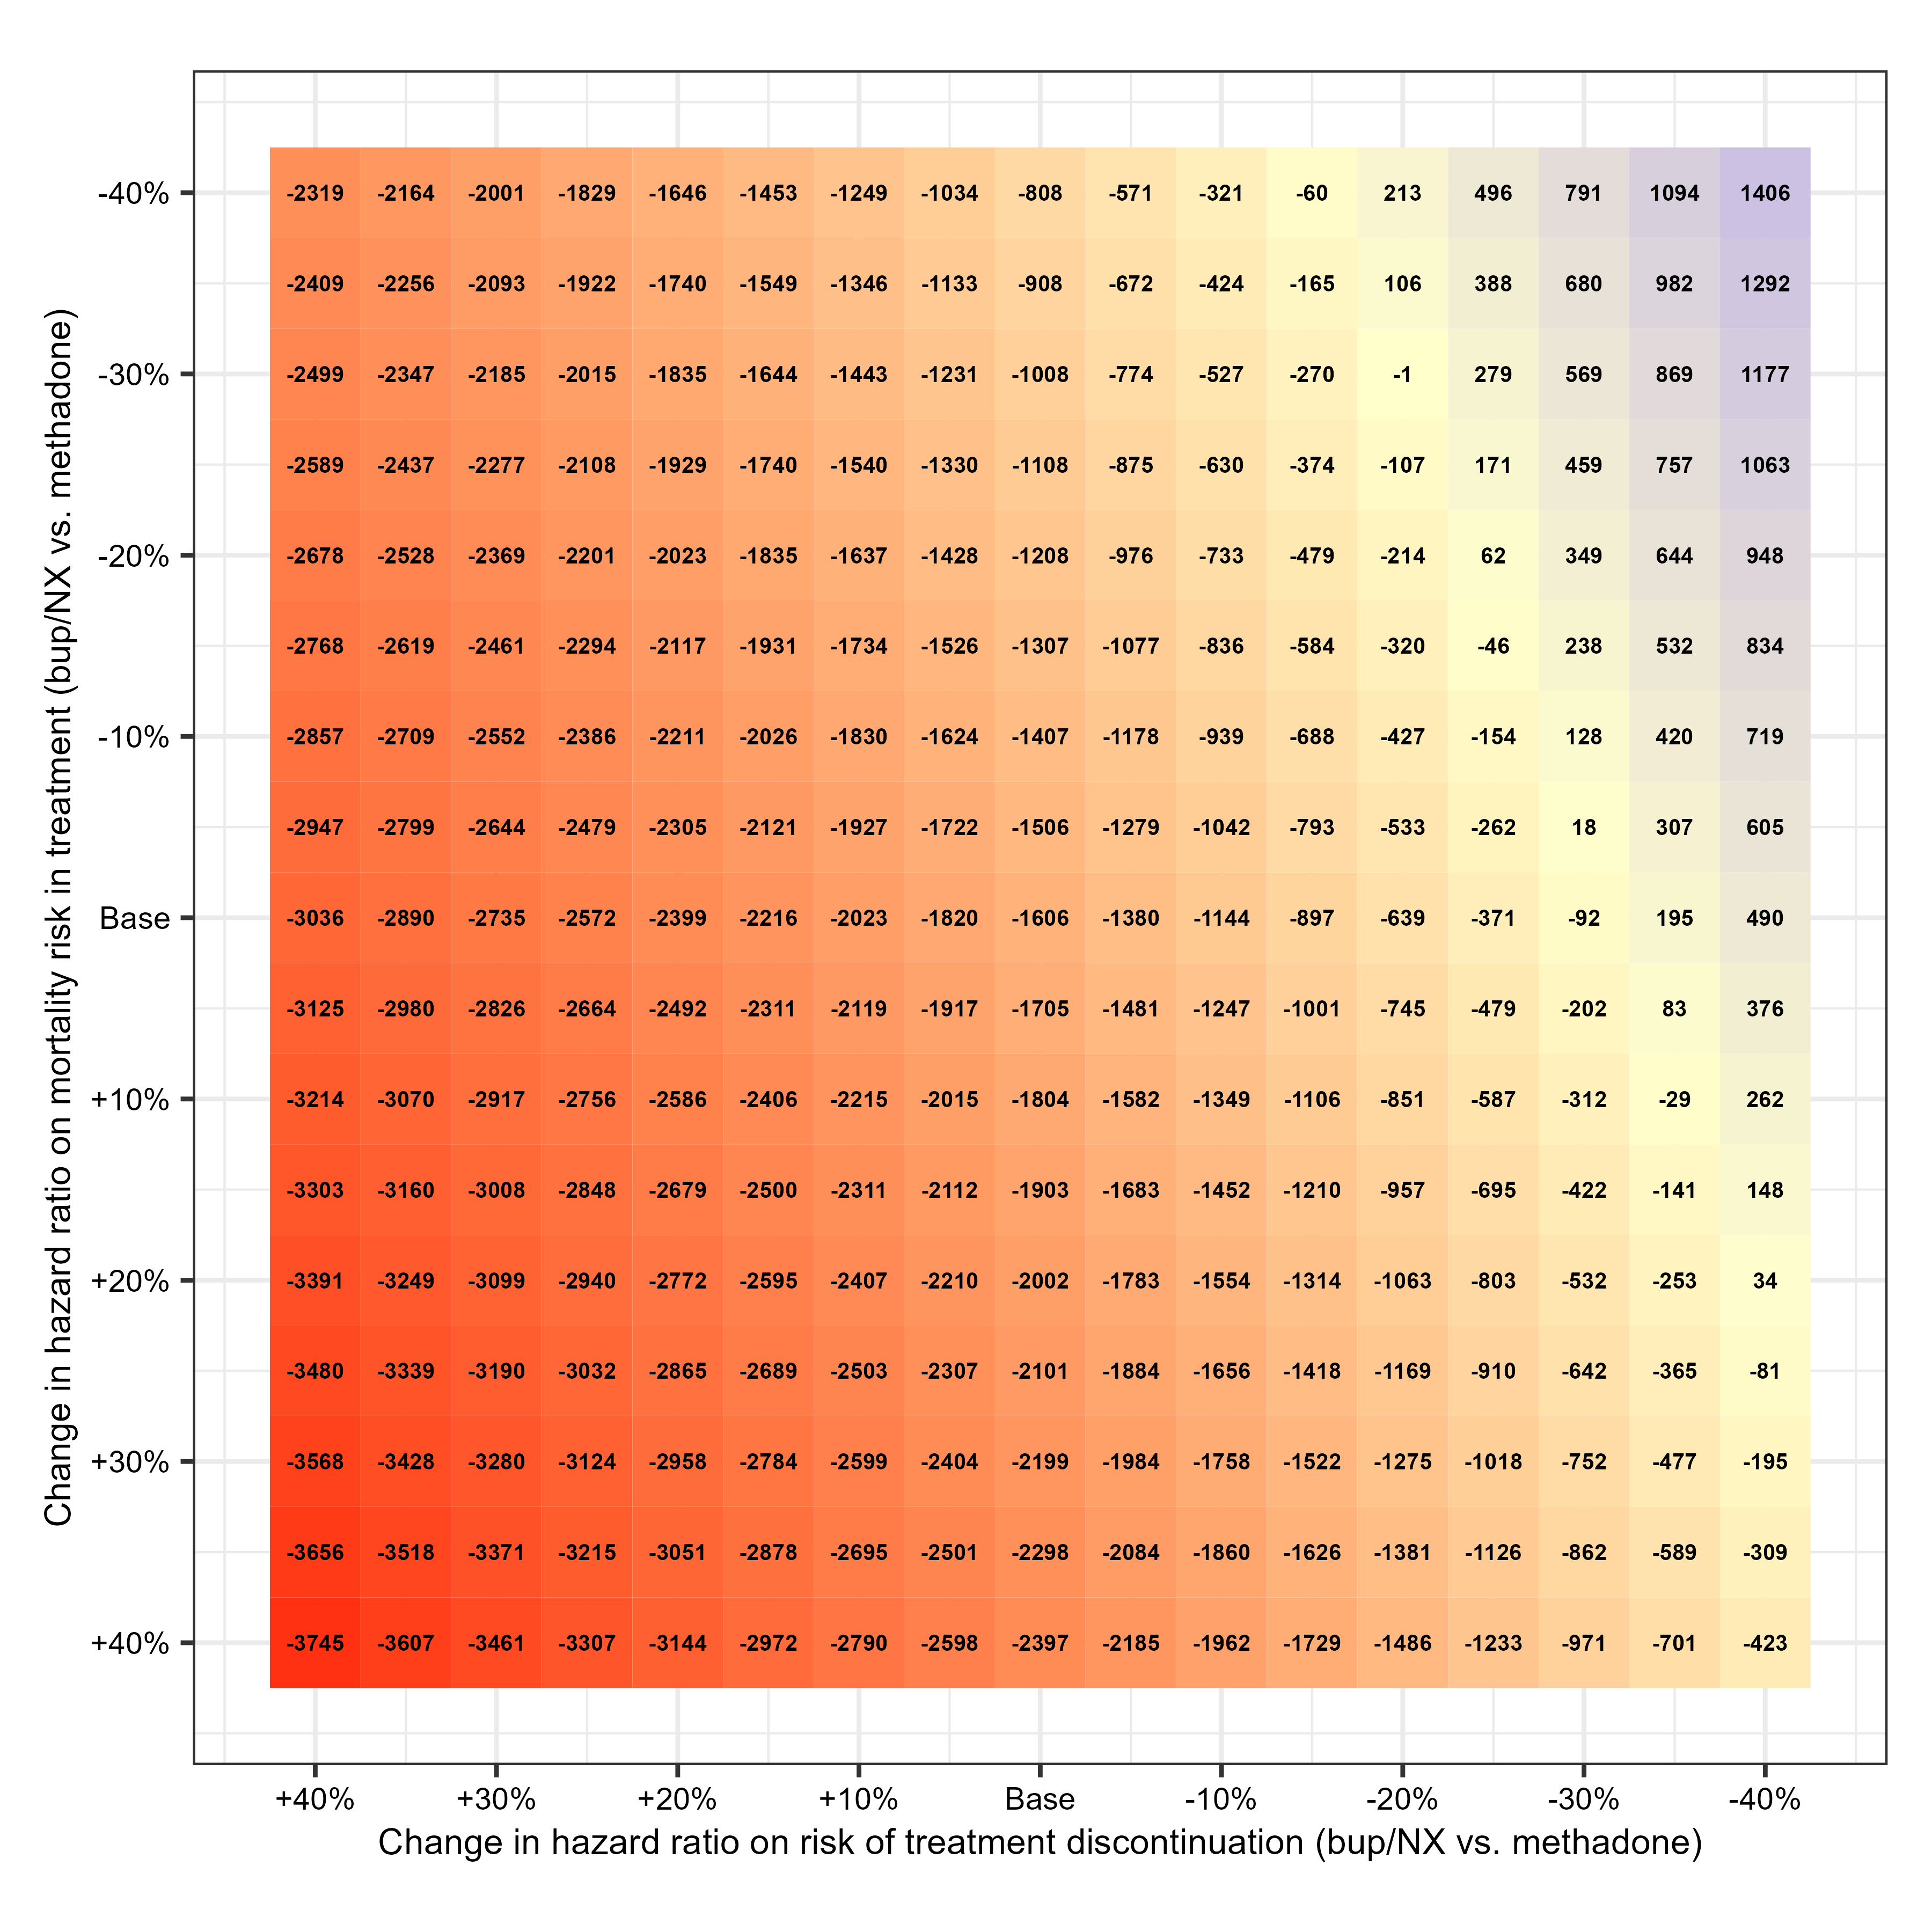 Change in hazard ratio on mortality risk in treatment (bup/NX vs. methadone)
-40% -2319 -2164 -2001 -1829 -1646 -1453 -1249 -1034 -808 -571 -321 -60 213 496 791 1094 1406
-2409 -2256 -2093 -1922 -1740 -1549 -1346 -1133 -908 -672 -424 -165 106 388 680 982 1292
-30% -2499 -2347 -2185 -2015 -1835 -1644 -1443 -1231 -1008 -774 -527 -270 -1 279 569 869 1177
-2589 -2437 -2277 -2108 -1929 -1740 -1540 -1330 -1108 -875 -630 -374 -107 171 459 757 1063
-20% -2678 -2528 -2369 -2201 -2023 -1835 -1637 -1428 -1208 -976 -733 -479 -214 62 349 644 948
-2768 -2619 -2461 -2294 -2117 -1931 -1734 -1526 -1307 -1077 -836 -584 -320 -46 238 532 834
-10% -2857 -2709 -2552 -2386 -2211 -2026 -1830 -1624 -1407 -1178 -939 -688 -427 -154 128 420 719
-2947 -2799 -2644 -2479 -2305 -2121 -1927 -1722 -1506 -1279 -1042 -793 -533 -262 18 307 605
Base -3036 -2890 -2735 -2572 -2399 -2216 -2023 -1820 -1606 -1380 -1144 -897 -639 -371 -92 195 490
-3125 -2980 -2826 -2664 -2492 -2311 -2119 -1917 -1705 -1481 -1247 -1001 -745 -479 -202 83 376
+10% -3214 -3070 -2917 -2756 -2586 -2406 -2215 -2015 -1804 -1582 -1349 -1106 -851 -587 -312 -29 262
-3303 -3160 -3008 -2848 -2679 -2500 -2311 -2112 -1903 -1683 -1452 -1210 -957 -695 -422 -141 148
+20% -3391 -3249 -3099 -2940 -2772 -2595 -2407 -2210 -2002 -1783 -1554 -1314 -1063 -803 -532 -253 34
-3480 -3339 -3190 -3032 -2865 -2689 -2503 -2307 -2101 -1884 -1656 -1418 -1169 -910 -642 -365 -81
+30% -3568 -3428 -3280 -3124 -2958 -2784 -2599 -2404 -2199 -1984 -1758 -1522 -1275 -1018 -752 -477 -195
-3656 -3518 -3371 -3215 -3051 -2878 -2695 -2501 -2298 -2084 -1860 -1626 -1381 -1126 -862 -589 -309
+40% -3745 -3607 -3461 -3307 -3144 -2972 -2790 -2598 -2397 -2185 -1962 -1729 -1486 -1233 -971 -701 -423
+40% +30% +20% +10% Base -10% -20% -30% -40%
Change in hazard ratio on risk of treatment discontinuation (bup/NX vs. methadone)